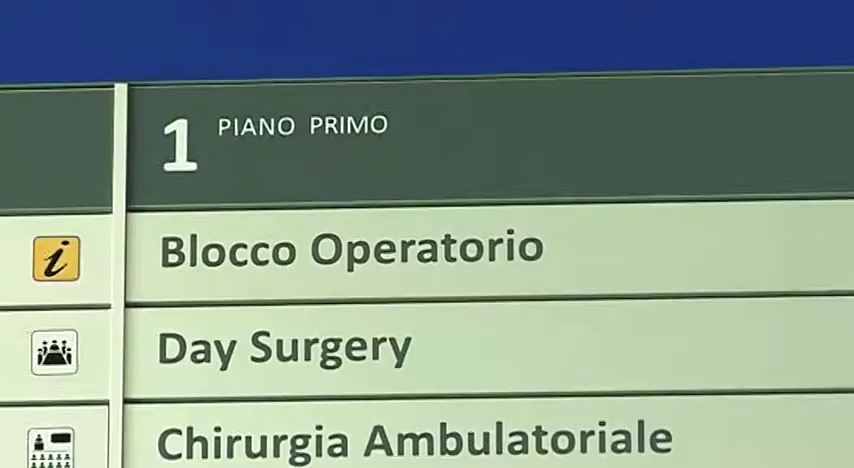 1 PIANO PRIMO
i
Blocco Operatorio
Day Surgery
Chirurgia Ambulatoriale